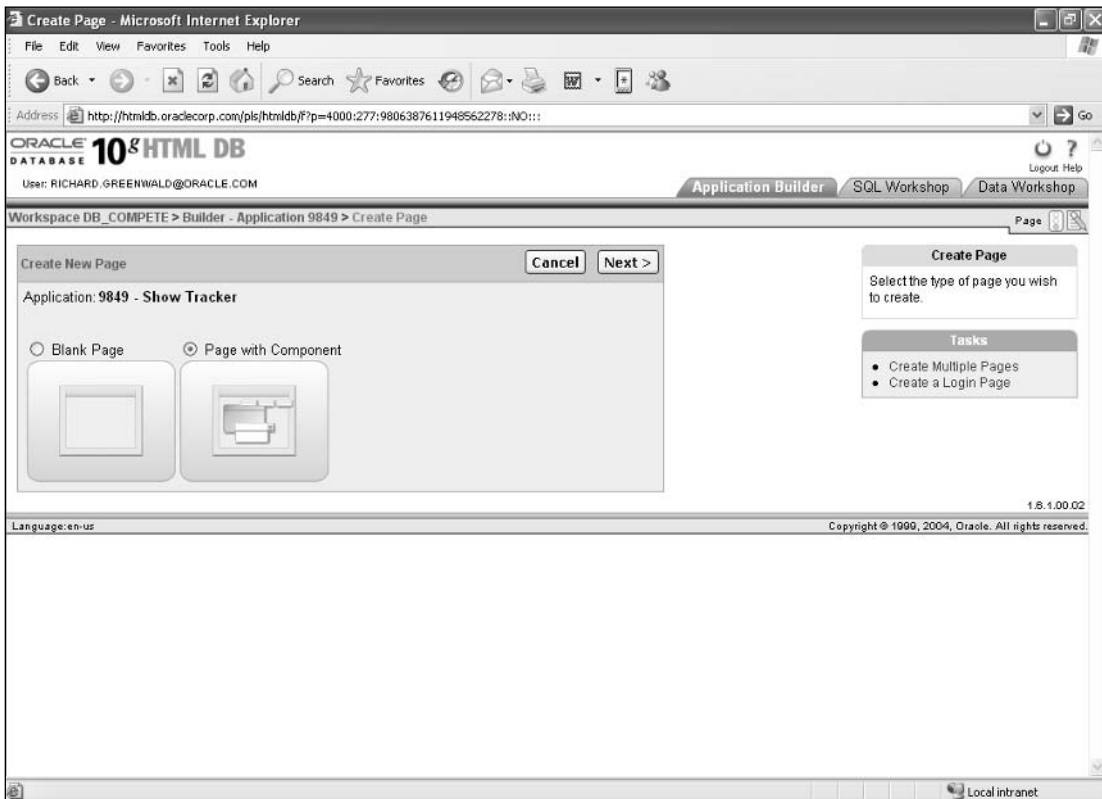 Create Page - Microsoft Internet Explorer
File Edit View Favorites Tools Help
Back Search Favorites
Address http://htmldb.oraclecorp.com/pls/htmldb/f?p=4000:277:9806387611948562278::NO::: Go
ORACLE DATABASE 10g HTML DB
Logout Help
User: RICHARD.GREENWALD@ORACLE.COM
Application Builder SQL Workshop Data Workshop
Workspace DB_COMPETE > Builder - Application 9849 > Create Page
Page
Create New Page Cancel Next >
Application: 9849 - Show Tracker
Blank Page Page with Component
Create Page
Select the type of page you wish
to create.
Tasks
• Create Multiple Pages
• Create a Login Page
1.6.1.00.02
Language:en-us Copyright © 1999, 2004, Oracle. All rights reserved.
Local intranet